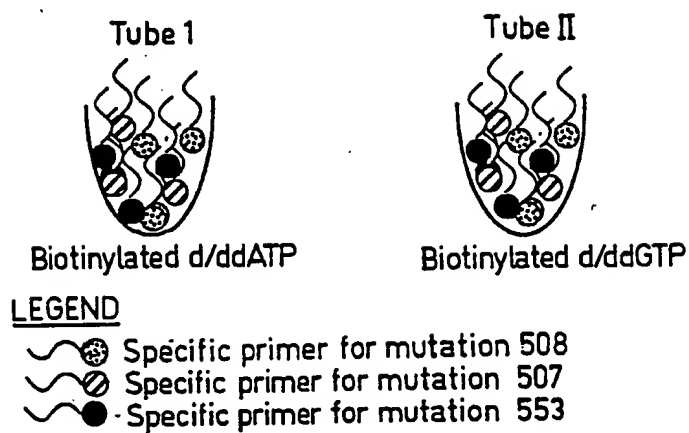 Tube 1
Tube II
Biotinylated d/ddATP
Biotinylated d/ddGTP
LEGEND
Specific primer for mutation 508
Specific primer for mutation 507
Specific primer for mutation 553